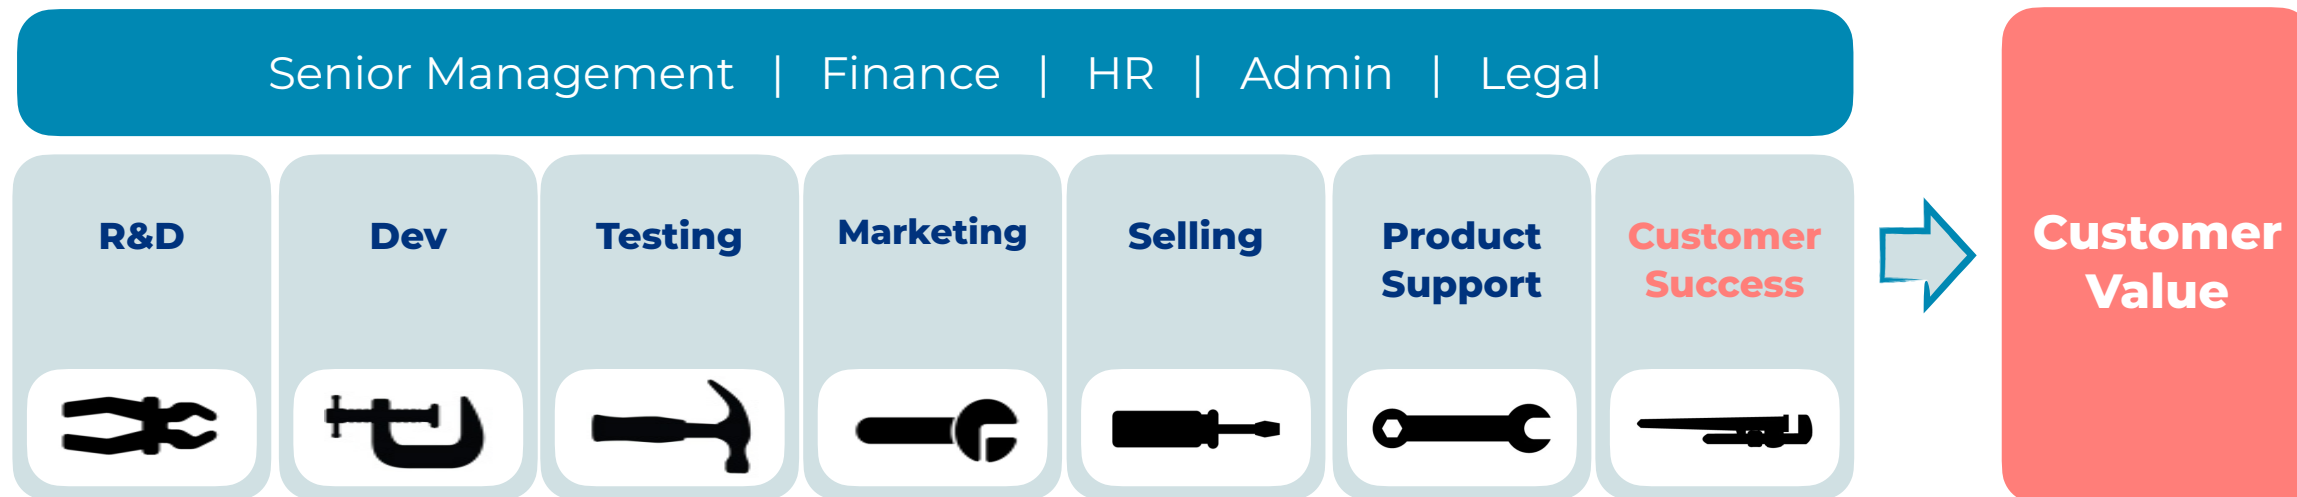 Senior Management | Finance | HR | Admin | Legal
R&D
Dev
Testing
Marketing
Selling
Product
Support
Customer
Success
Customer
Value